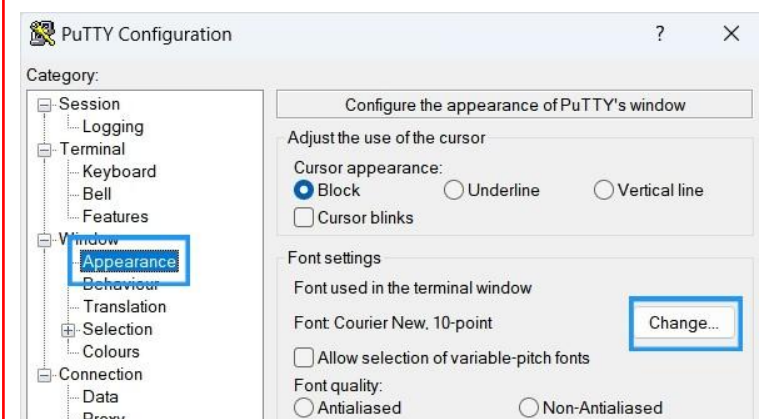 PuTTY Configuration
?
Category:
Session
Logging
Terminal
Keyboard
Bell
Features
Window
Appearance
Behaviour
Translation
Selection
Colours
Connection
Data
Proxy
Configure the appearance of PuTTY's window
Adjust the use of the cursor
Cursor appearance:
Block Underline Vertical line
Cursor blinks
Font settings
Font used in the terminal window
Font: Courier New, 10-point Change...
Allow selection of variable-pitch fonts
Font quality:
Antialiased Non-Antialiased